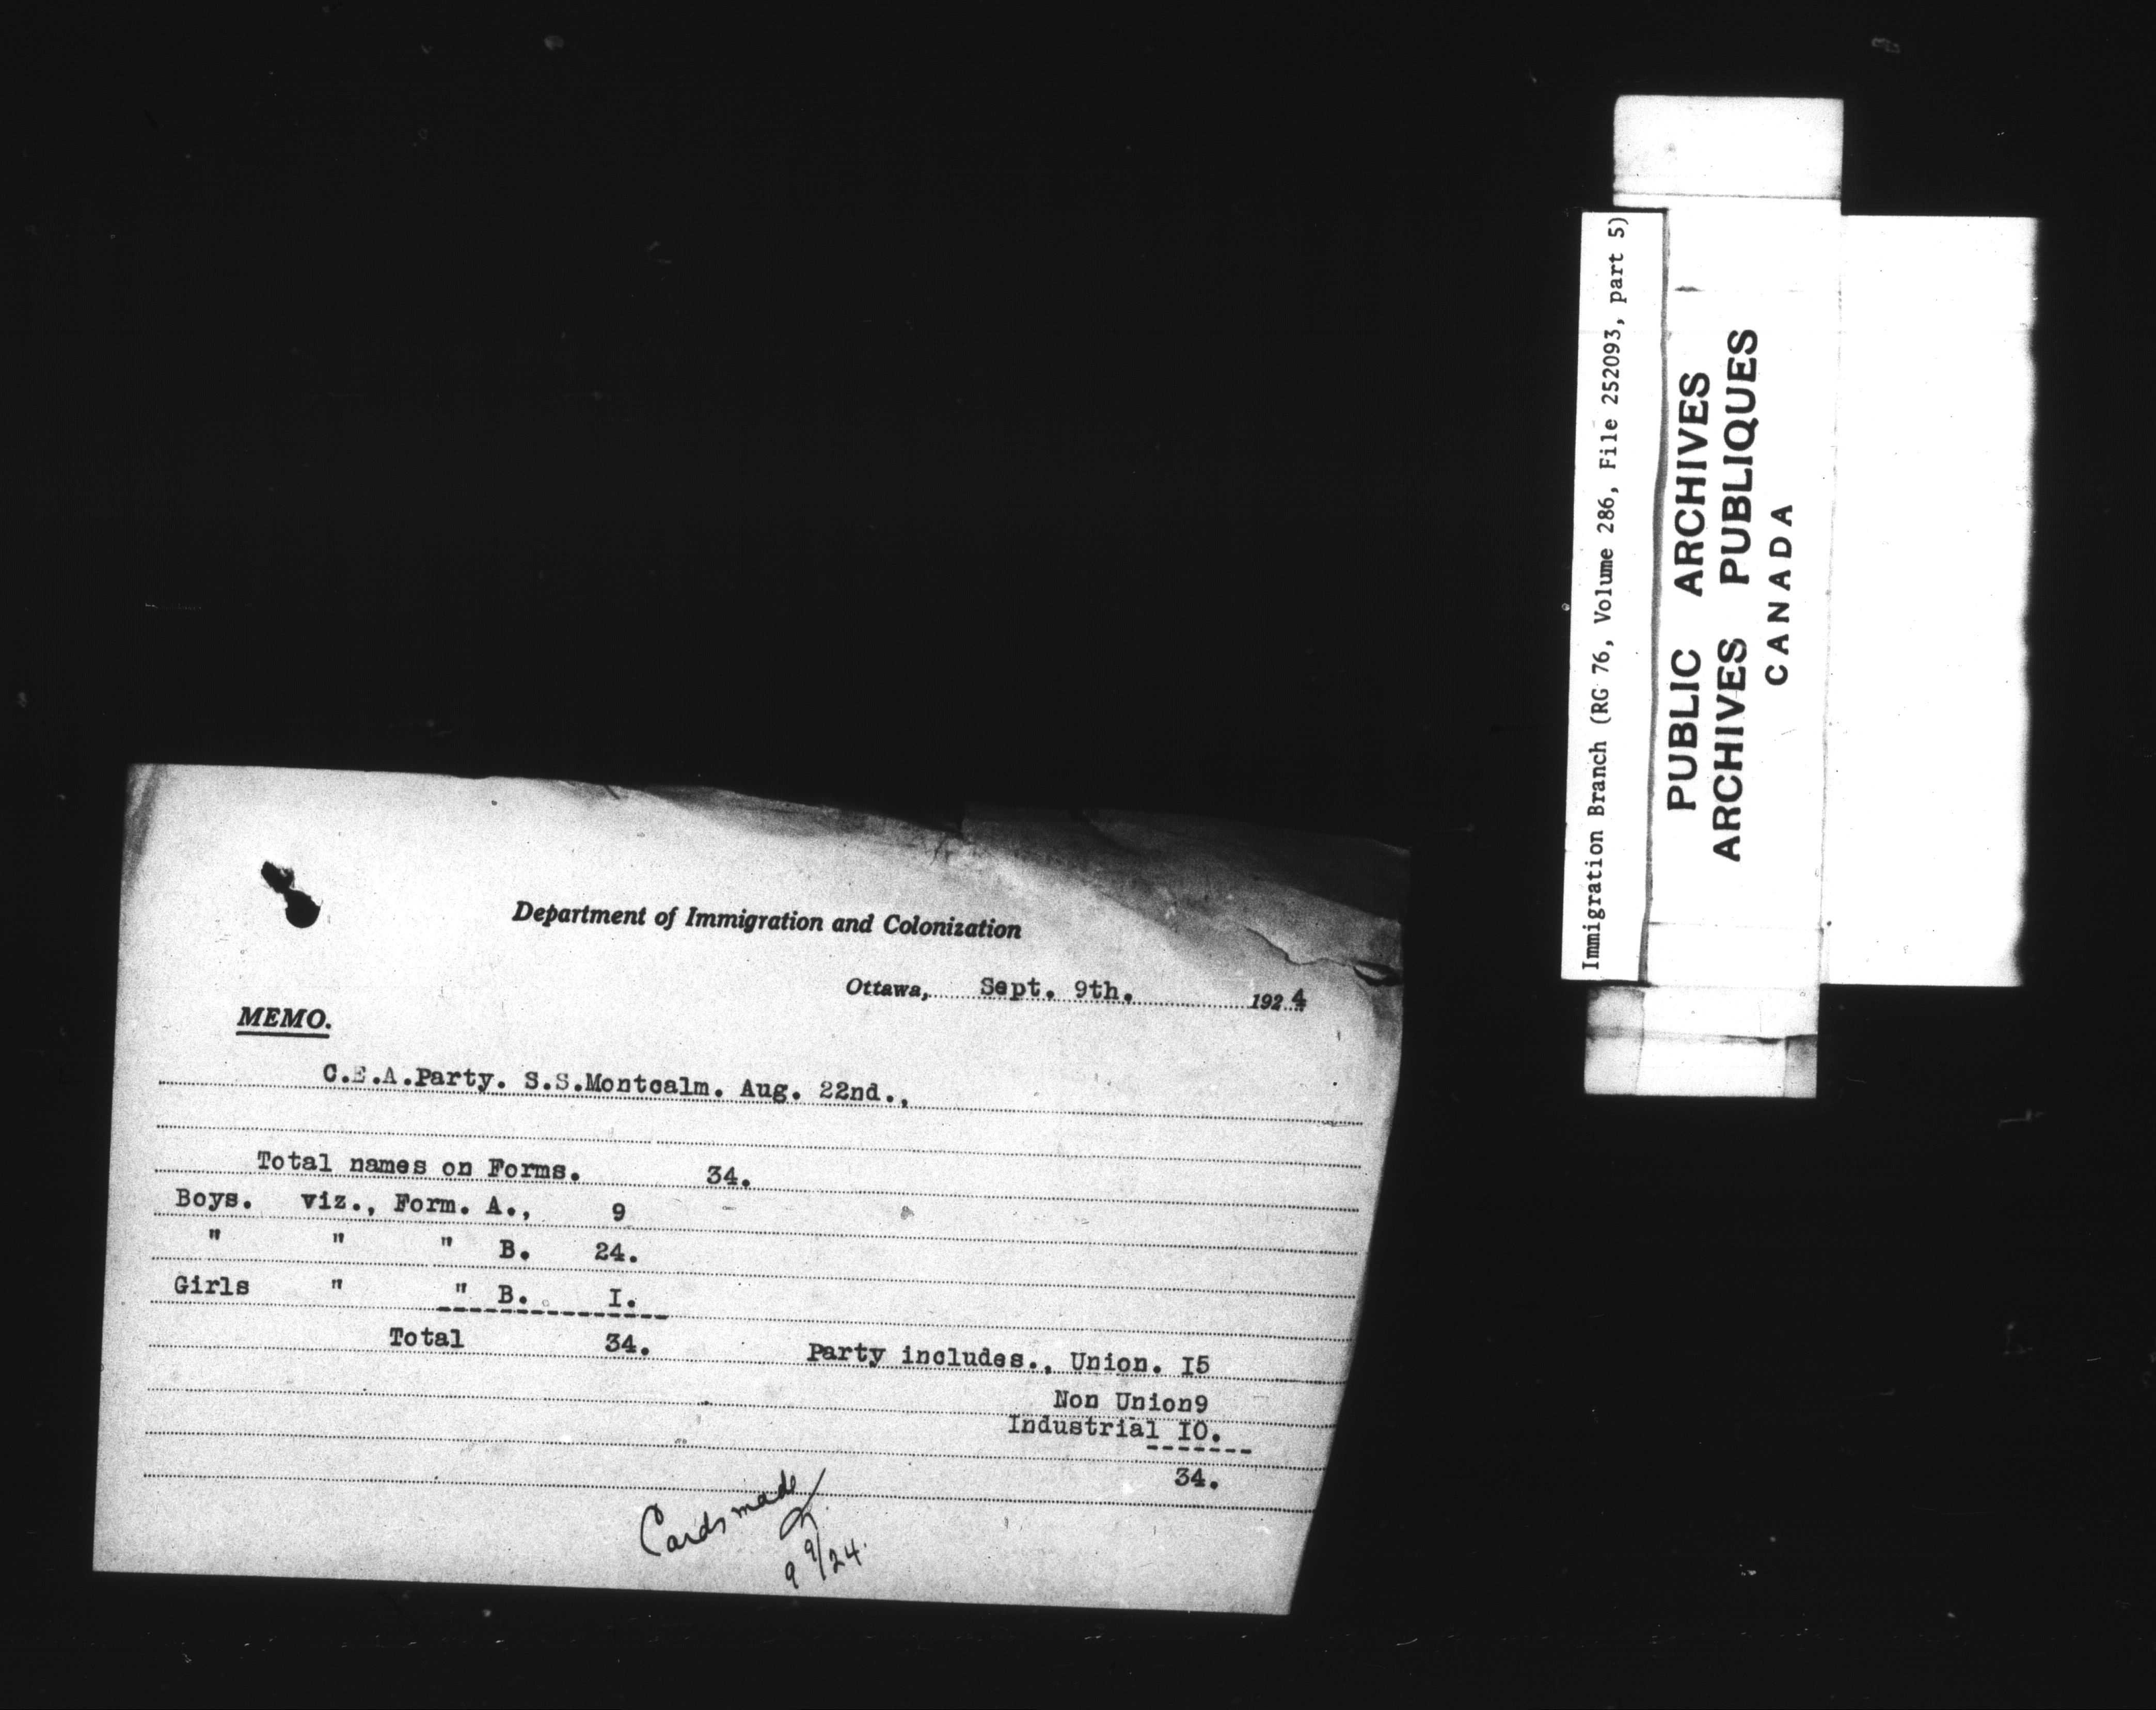 Department of Immigration and Colonization
Ottawa, Sept. 9th. 1924
MEMO.
C.E.A.Party. S.S.Montcalm. Aug. 22nd.,
Total names on Forms. 34.
Boys. viz., Form. A., 9
" " " B. 24.
Girls " " B. I.
Total 34. Party includes., Union. I5
Non Union9
Industrial IO.
34.
Cards made
9 9/24.
Immigration Branch (RG 76, Volume 286, File 252093, part 5)
PUBLIC ARCHIVES
ARCHIVES PUBLIQUES
CANADA